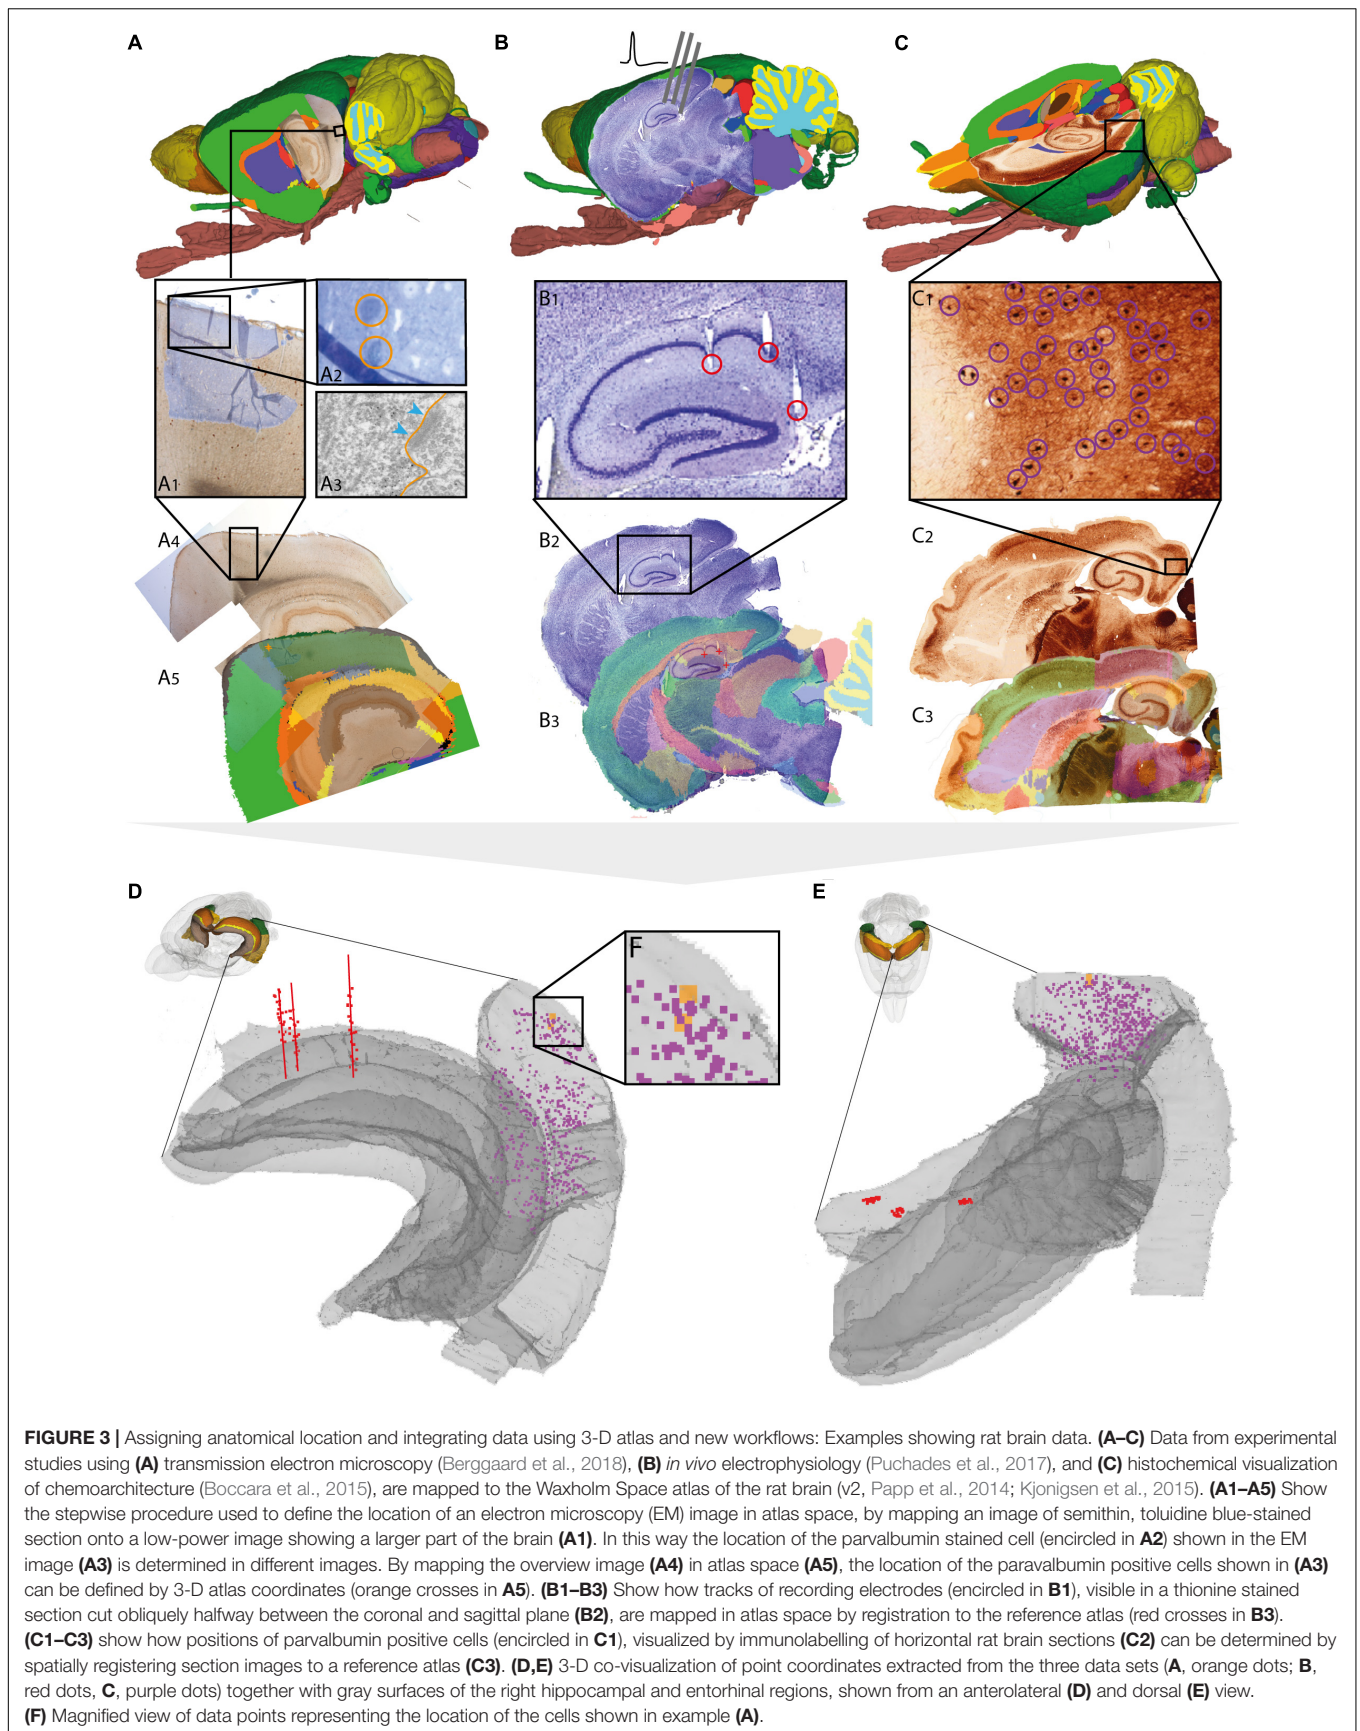 A
B
C
A1
A2
A3
A4
A5
B1
B2
B3
C1
C2
C3
D
E
F
FIGURE 3 | Assigning anatomical location and integrating data using 3-D atlas and new workflows: Examples showing rat brain data. (A–C) Data from experimental
studies using (A) transmission electron microscopy (Berggaard et al., 2018), (B) in vivo electrophysiology (Puchades et al., 2017), and (C) histochemical visualization
of chemoarchitecture (Boccara et al., 2015), are mapped to the Waxholm Space atlas of the rat brain (v2, Papp et al., 2014; Kjonigsen et al., 2015). (A1–A5) Show
the stepwise procedure used to define the location of an electron microscopy (EM) image in atlas space, by mapping an image of semithin, toluidine blue-stained
section onto a low-power image showing a larger part of the brain (A1). In this way the location of the parvalbumin stained cell (encircled in A2) shown in the EM
image (A3) is determined in different images. By mapping the overview image (A4) in atlas space (A5), the location of the paravalbumin positive cells shown in (A3)
can be defined by 3-D atlas coordinates (orange crosses in A5). (B1–B3) Show how tracks of recording electrodes (encircled in B1), visible in a thionine stained
section cut obliquely halfway between the coronal and sagittal plane (B2), are mapped in atlas space by registration to the reference atlas (red crosses in B3).
(C1–C3) show how positions of parvalbumin positive cells (encircled in C1), visualized by immunolabelling of horizontal rat brain sections (C2) can be determined by
spatially registering section images to a reference atlas (C3). (D,E) 3-D co-visualization of point coordinates extracted from the three data sets (A, orange dots; B,
red dots, C, purple dots) together with gray surfaces of the right hippocampal and entorhinal regions, shown from an anterolateral (D) and dorsal (E) view.
(F) Magnified view of data points representing the location of the cells shown in example (A).